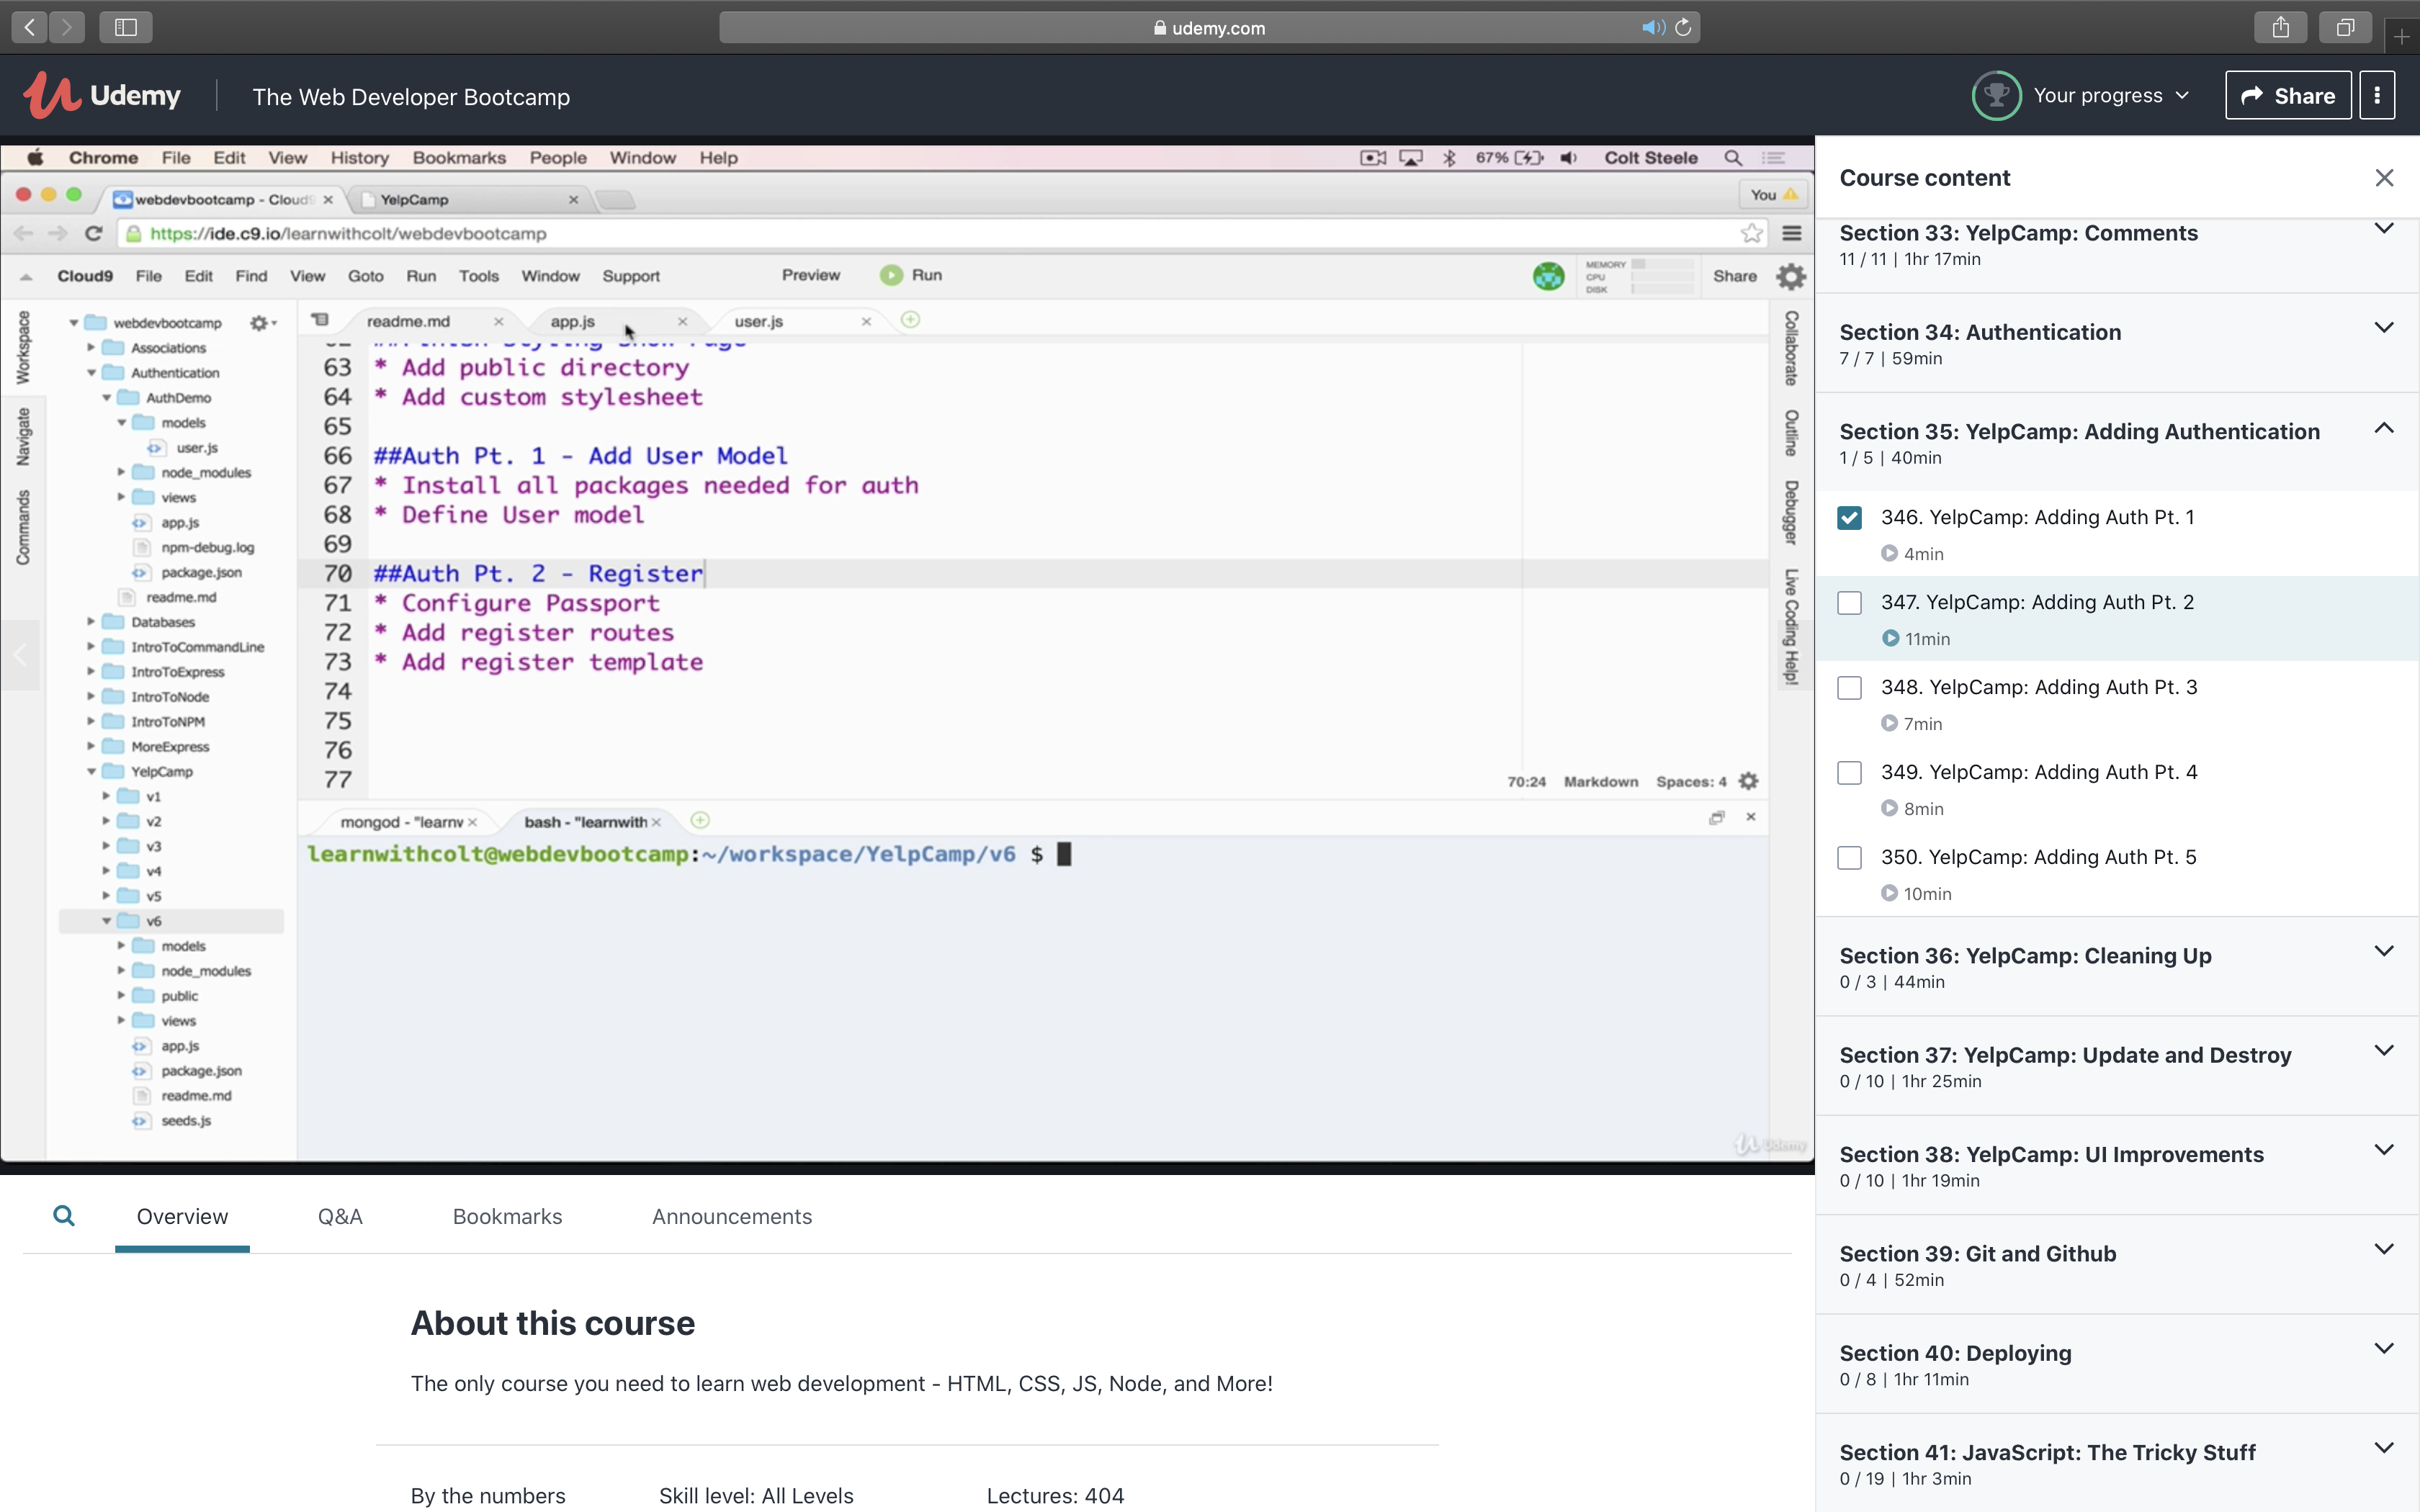 udemy.com
Udemy
The Web Developer Bootcamp
Your progress
Share
Chrome File Edit View History Bookmarks People Window Help
67%
Colt Steele
webdevbootcamp - Cloud9
YelpCamp
You
https://ide.c9.io/learnwithcolt/webdevbootcamp
Cloud9 File Edit Find View Goto Run Tools Window Support
Preview
Run
MEMORY
CPU
DISK
Share
Workspace
Navigate
Commands
webdevbootcamp
Associations
Authentication
AuthDemo
models
user.js
node_modules
views
app.js
npm-debug.log
package.json
readme.md
Databases
IntroToCommandLine
IntroToExpress
IntroToNode
IntroToNPM
MoreExpress
YelpCamp
v1
v2
v3
v4
v5
v6
models
node_modules
public
views
app.js
package.json
readme.md
seeds.js
readme.md
app.js
user.js
63 * Add public directory
64 * Add custom stylesheet
65
66 ##Auth Pt. 1 - Add User Model
67 * Install all packages needed for auth
68 * Define User model
69
70 ##Auth Pt. 2 - Register
71 * Configure Passport
72 * Add register routes
73 * Add register template
74
75
76
77
70:24 Markdown Spaces: 4
Collaborate
Outline
Debugger
Live Coding Help!
mongod - "learnv
bash - "learnwith
learnwithcolt@webdevbootcamp:~/workspace/YelpCamp/v6 $
Udemy
Overview
Q&A
Bookmarks
Announcements
About this course
The only course you need to learn web development - HTML, CSS, JS, Node, and More!
By the numbers
Skill level: All Levels
Lectures: 404
Course content
Section 33: YelpCamp: Comments
11 / 11 | 1hr 17min
Section 34: Authentication
7 / 7 | 59min
Section 35: YelpCamp: Adding Authentication
1 / 5 | 40min
346. YelpCamp: Adding Auth Pt. 1
4min
347. YelpCamp: Adding Auth Pt. 2
11min
348. YelpCamp: Adding Auth Pt. 3
7min
349. YelpCamp: Adding Auth Pt. 4
8min
350. YelpCamp: Adding Auth Pt. 5
10min
Section 36: YelpCamp: Cleaning Up
0 / 3 | 44min
Section 37: YelpCamp: Update and Destroy
0 / 10 | 1hr 25min
Section 38: YelpCamp: UI Improvements
0 / 10 | 1hr 19min
Section 39: Git and Github
0 / 4 | 52min
Section 40: Deploying
0 / 8 | 1hr 11min
Section 41: JavaScript: The Tricky Stuff
0 / 19 | 1hr 3min